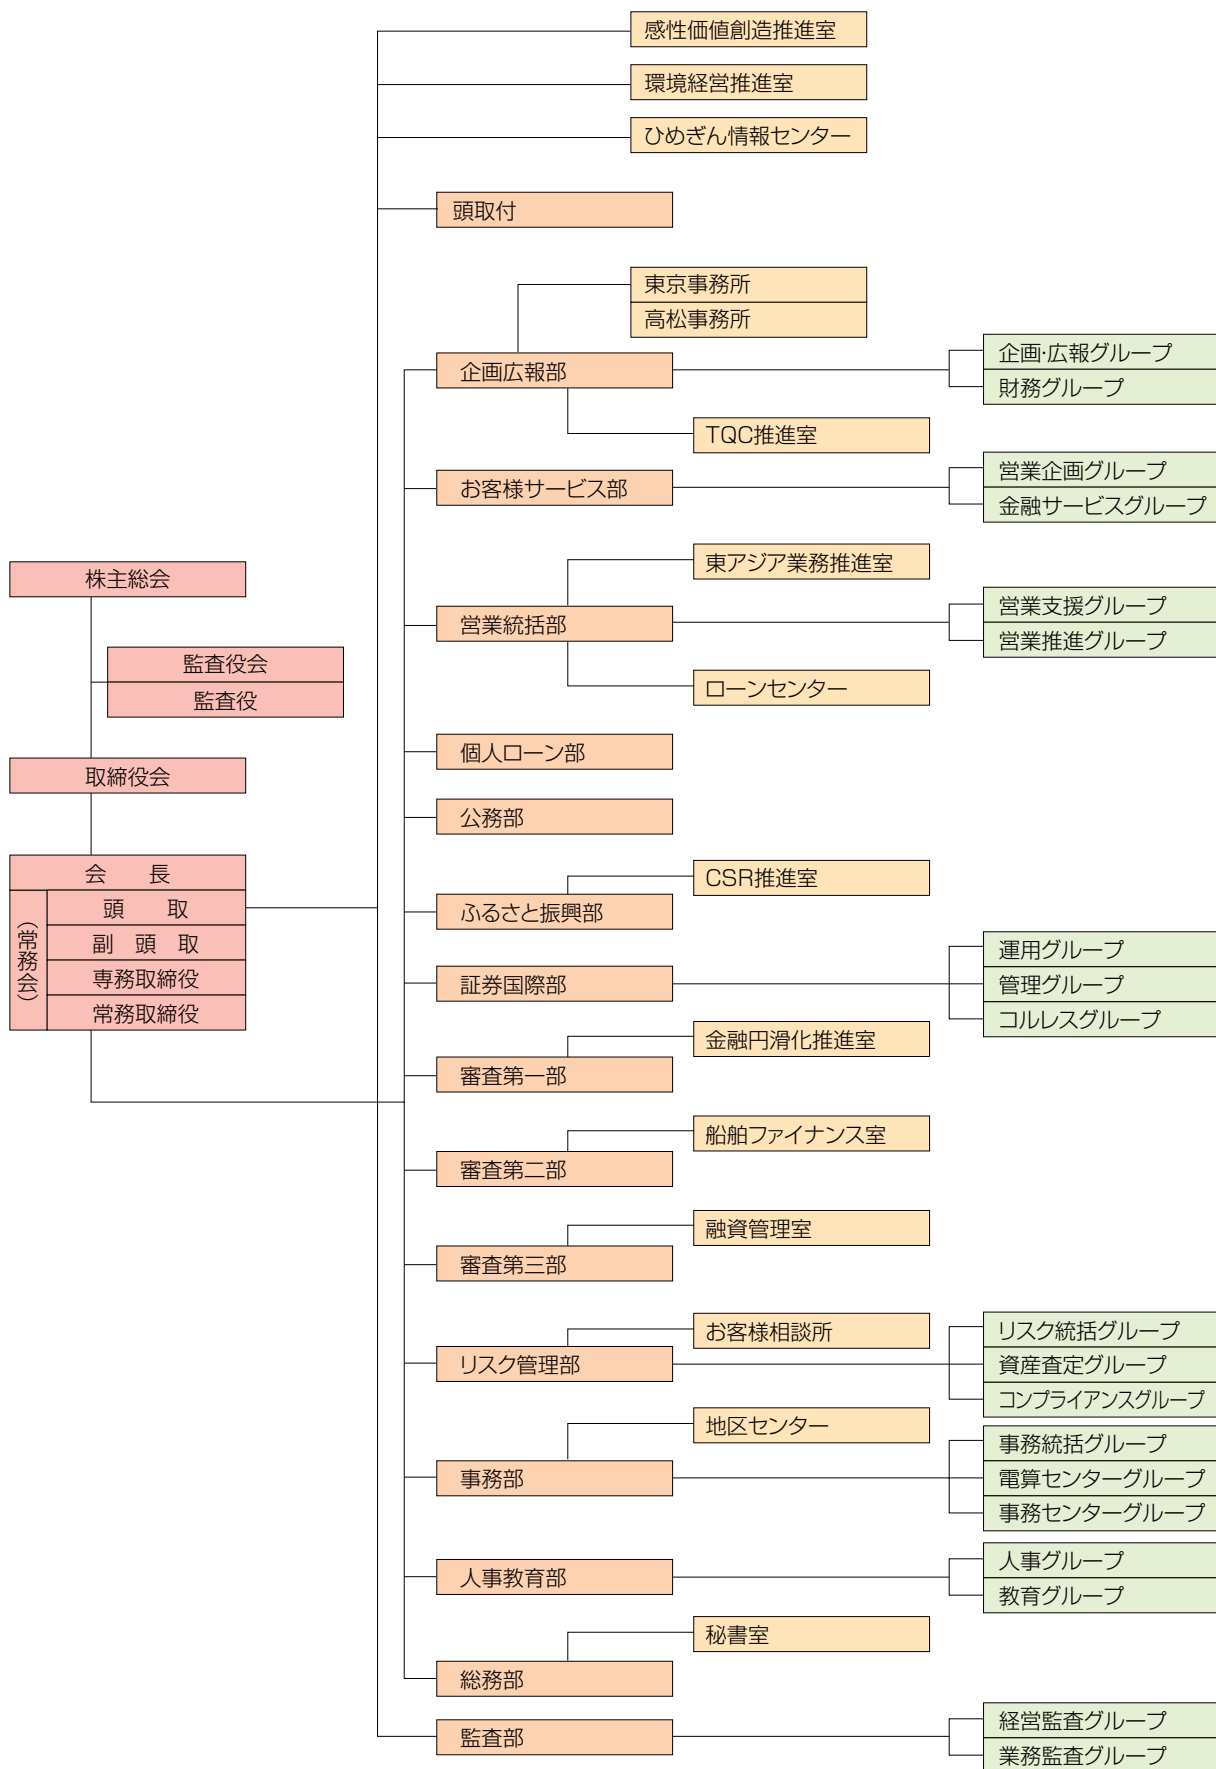 感性価値創造推進室
環境経営推進室
ひめぎん情報センター
頭取付
東京事務所
高松事務所
企画広報部
企画・広報グループ
財務グループ
TQC推進室
お客様サービス部
営業企画グループ
金融サービスグループ
株主総会
監査役会
監査役
取締役会
会 長
(常務会)
頭 取
副 頭 取
専務取締役
常務取締役
東アジア業務推進室
営業統括部
営業支援グループ
営業推進グループ
ローンセンター
個人ローン部
公務部
CSR推進室
ふるさと振興部
証券国際部
運用グループ
管理グループ
コルレスグループ
金融円滑化推進室
審査第一部
船舶ファイナンス室
審査第二部
融資管理室
審査第三部
お客様相談所
リスク管理部
リスク統括グループ
資産査定グループ
コンプライアンスグループ
地区センター
事務部
事務統括グループ
電算センターグループ
事務センターグループ
人事教育部
人事グループ
教育グループ
秘書室
総務部
監査部
経営監査グループ
業務監査グループ